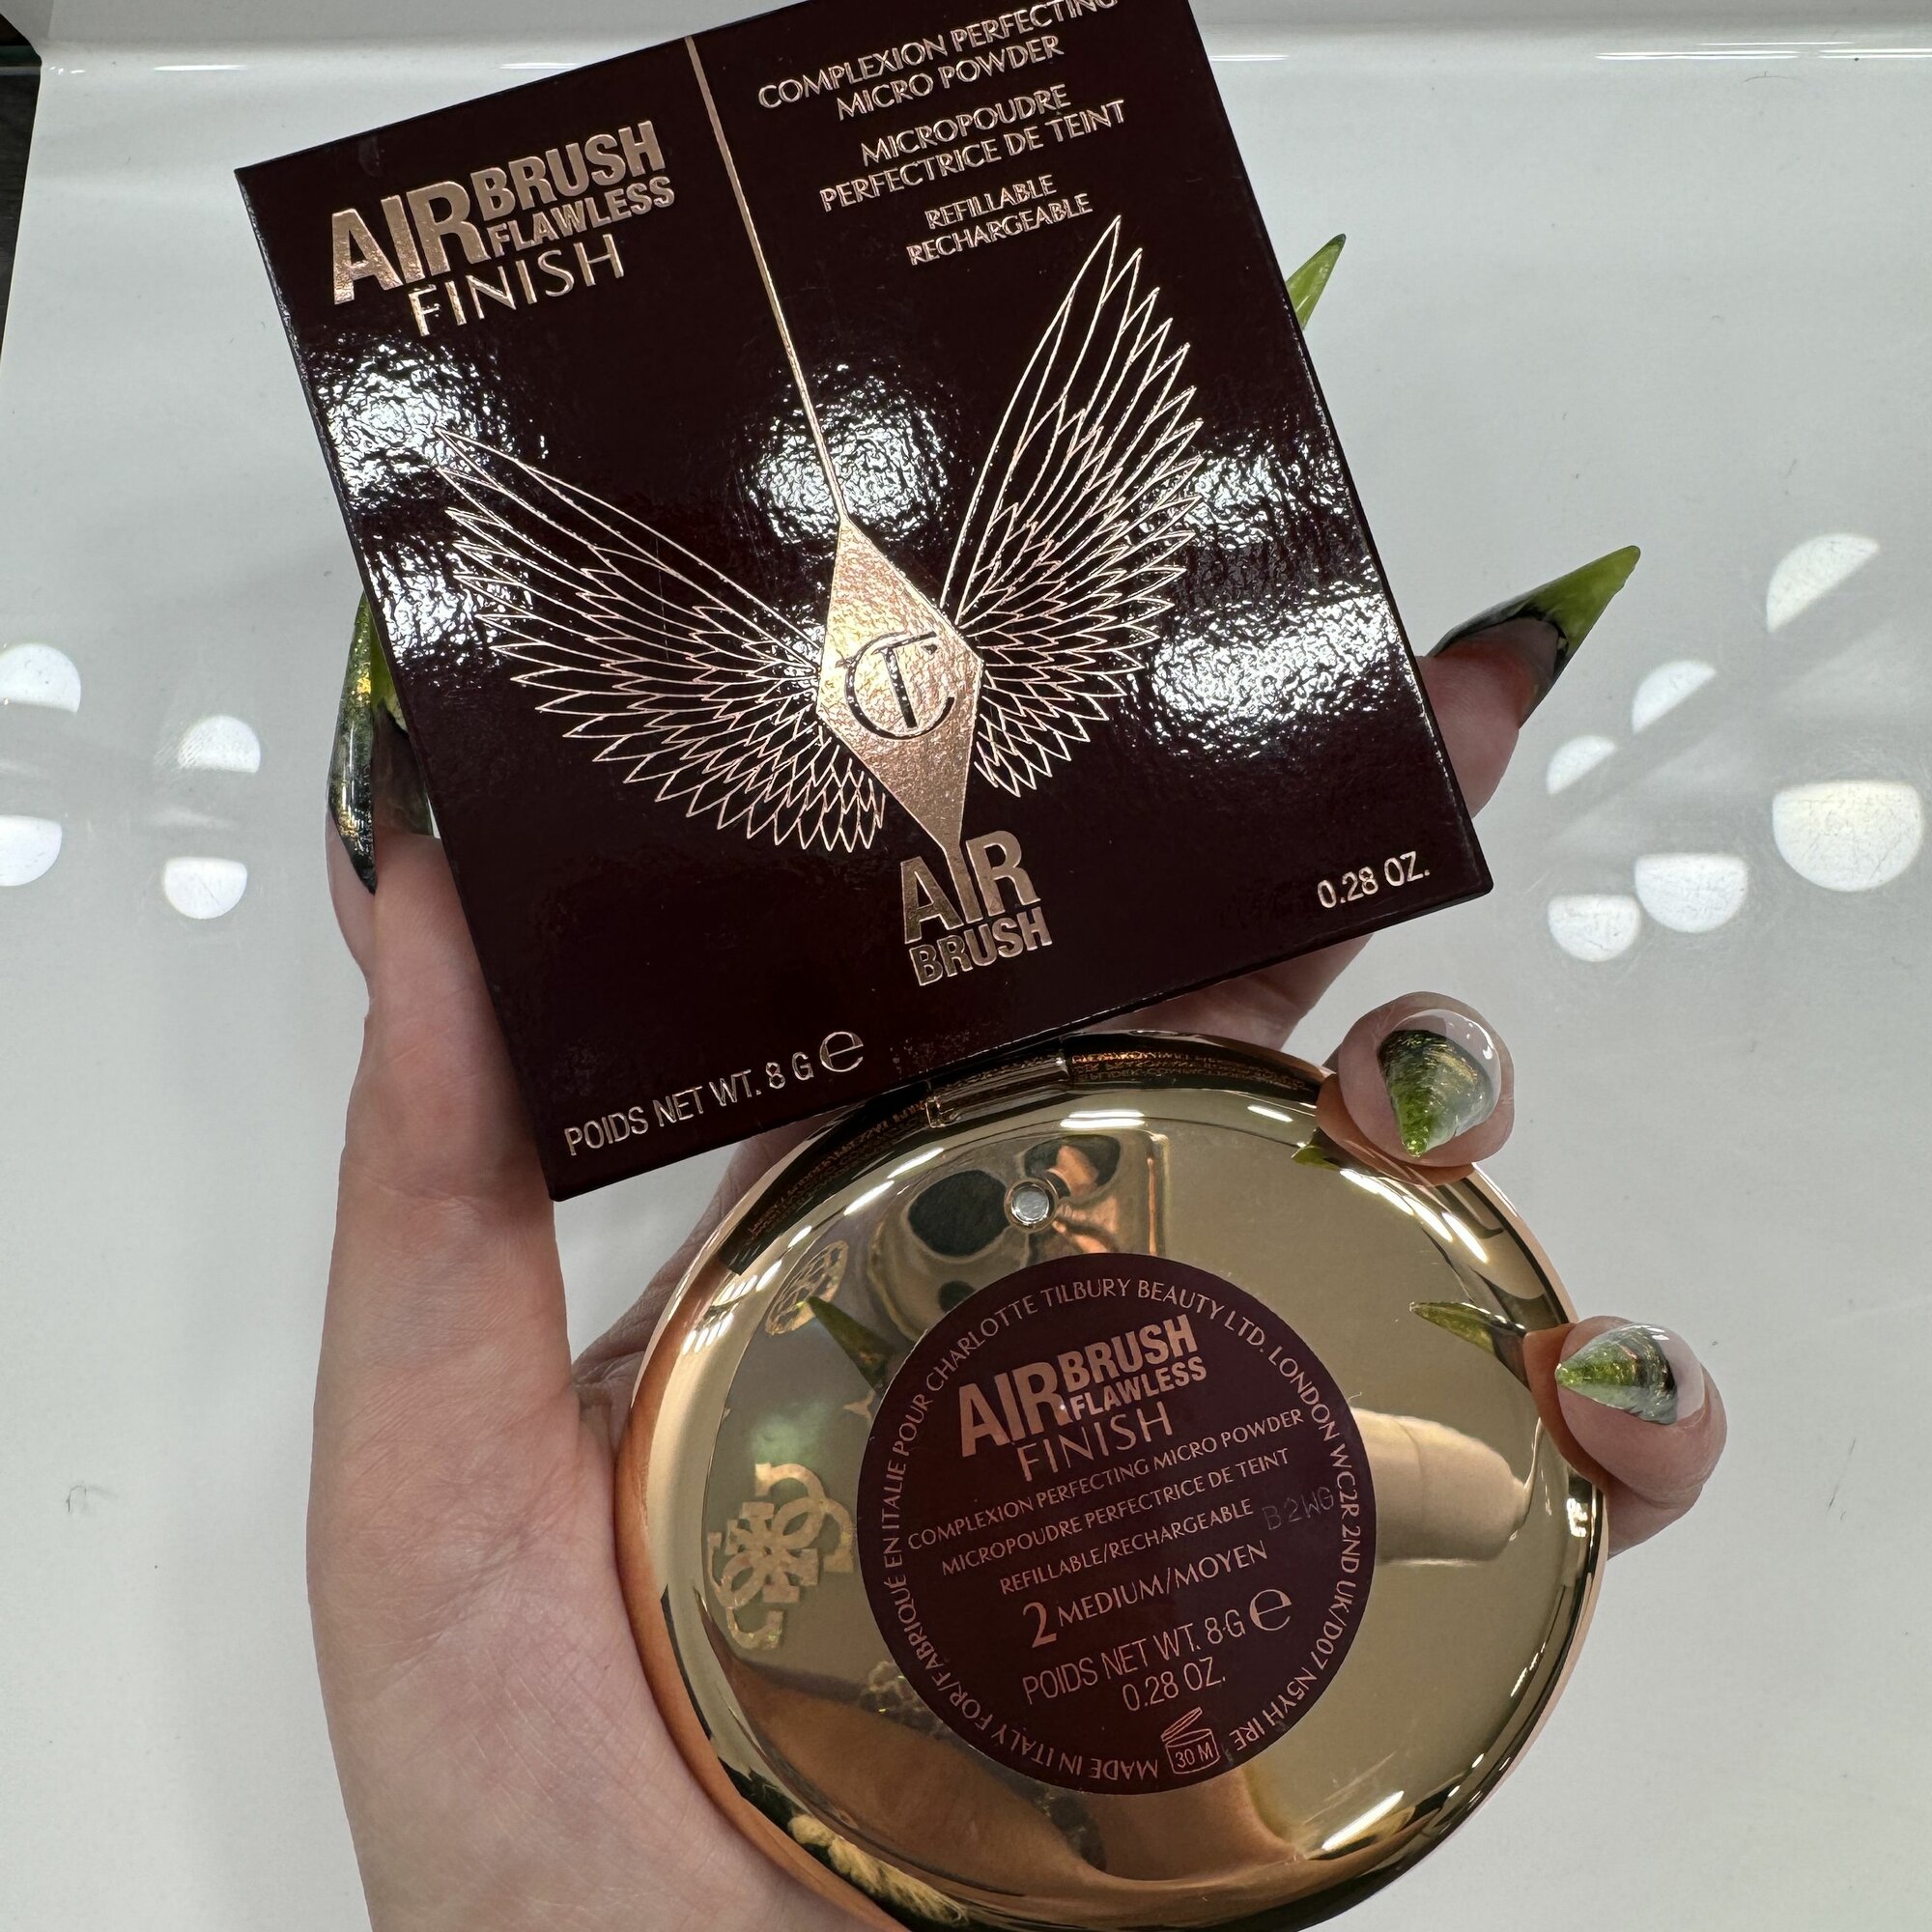 COMPLEXION PERFECTING
MICRO POWDER
MICROPOUDRE
PERFECTRICE DE TEINT
REFILLABLE
RECHARGEABLE
AIRBRUSH
FLAWLESS
FINISH
CT
AIR
BRUSH
0.28 OZ.
POIDS NET WT. 8 G e
MADE IN ITALY FOR/FABRIQUÉ EN ITALIE POUR CHARLOTTE TILBURY BEAUTY LTD. LONDON WC2R 2ND UK/D07 N5YH IRE
AIRBRUSH
FLAWLESS
FINISH
COMPLEXION PERFECTING MICRO POWDER
MICROPOUDRE PERFECTRICE DE TEINT
REFILLABLE/RECHARGEABLE
B2WG
2 MEDIUM/MOYEN
POIDS NET WT. 8 G e
0.28 OZ.
30 M